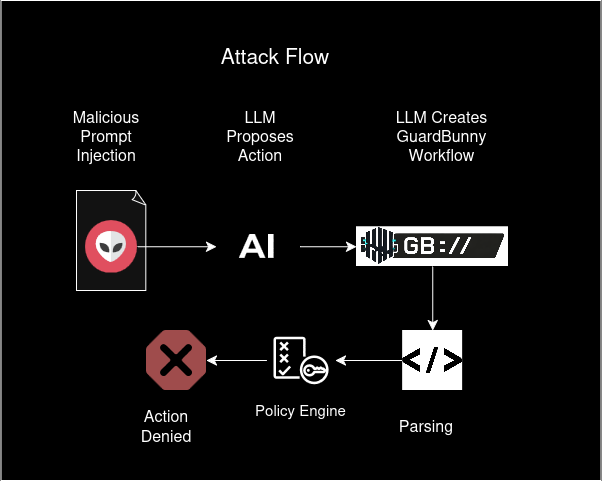 Attack Flow
Malicious
Prompt
Injection
LLM
Proposes
Action
LLM Creates
GuardBunny
Workflow
AI
GB://
</>
Action
Denied
Policy Engine
Parsing